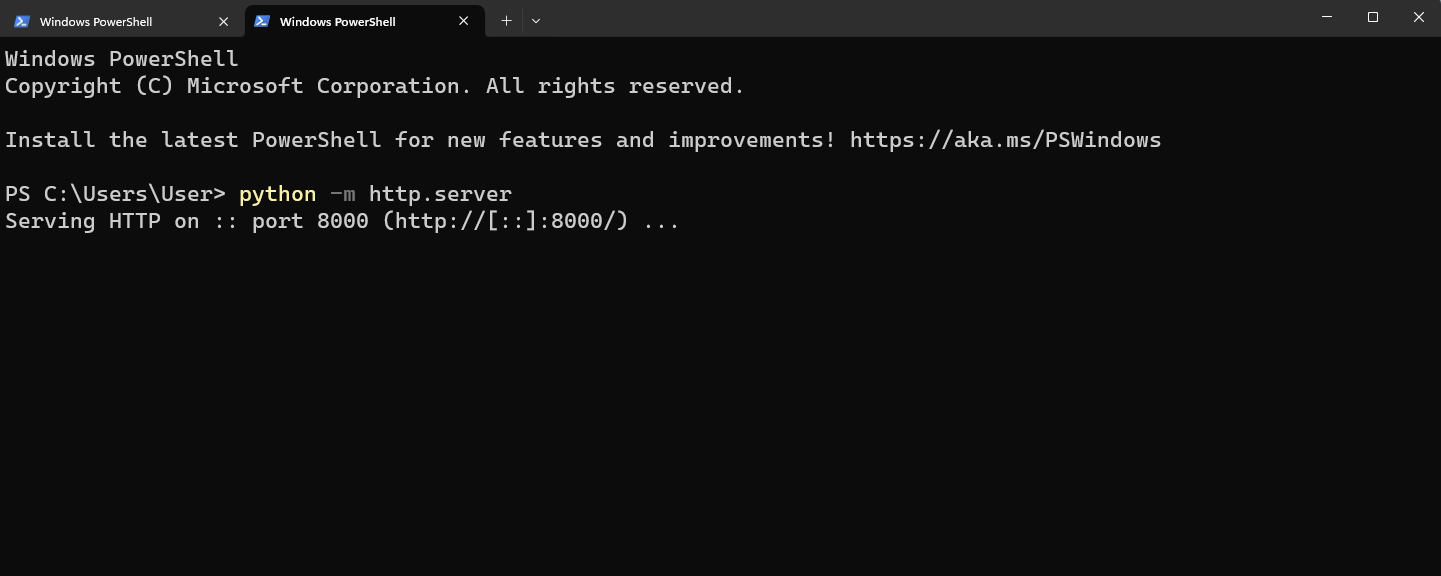 Windows PowerShell
Windows PowerShell
Windows PowerShell
Copyright (C) Microsoft Corporation. All rights reserved.
Install the latest PowerShell for new features and improvements! https://aka.ms/PSWindows
PS C:\Users\User> python -m http.server
Serving HTTP on :: port 8000 (http://[::]:8000/) ...